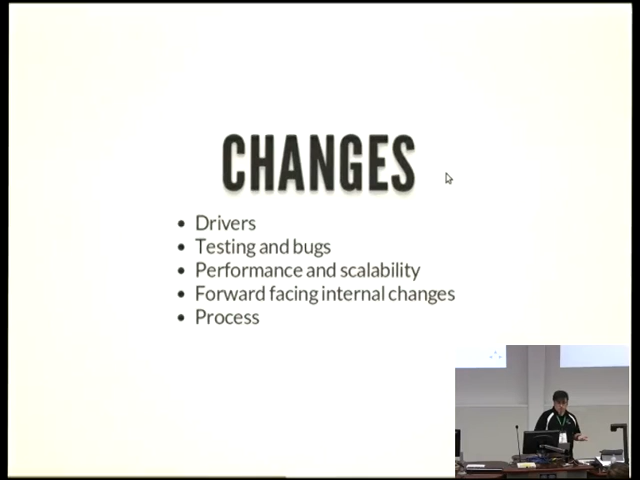 CHANGES
Drivers
Testing and bugs
Performance and scalability
Forward facing internal changes
Process